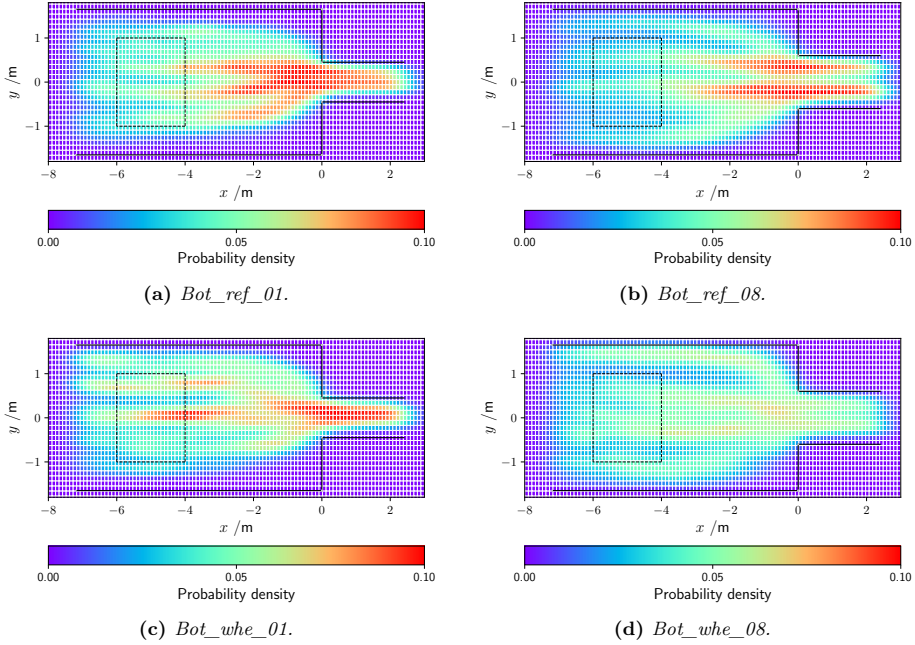 1
0
−1
y /m
−8 −6 −4 −2 0 2
x /m
0.00 0.05 0.10
Probability density
(a) Bot_ref_01.
1
0
−1
y /m
−8 −6 −4 −2 0 2
x /m
0.00 0.05 0.10
Probability density
(b) Bot_ref_08.
1
0
−1
y /m
−8 −6 −4 −2 0 2
x /m
0.00 0.05 0.10
Probability density
(c) Bot_whe_01.
1
0
−1
y /m
−8 −6 −4 −2 0 2
x /m
0.00 0.05 0.10
Probability density
(d) Bot_whe_08.